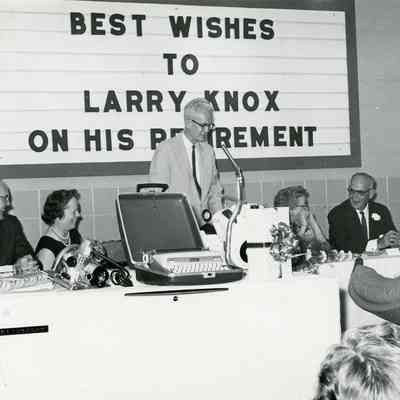 BEST WISHES
TO
LARRY KNOX
ON HIS RETIREMENT